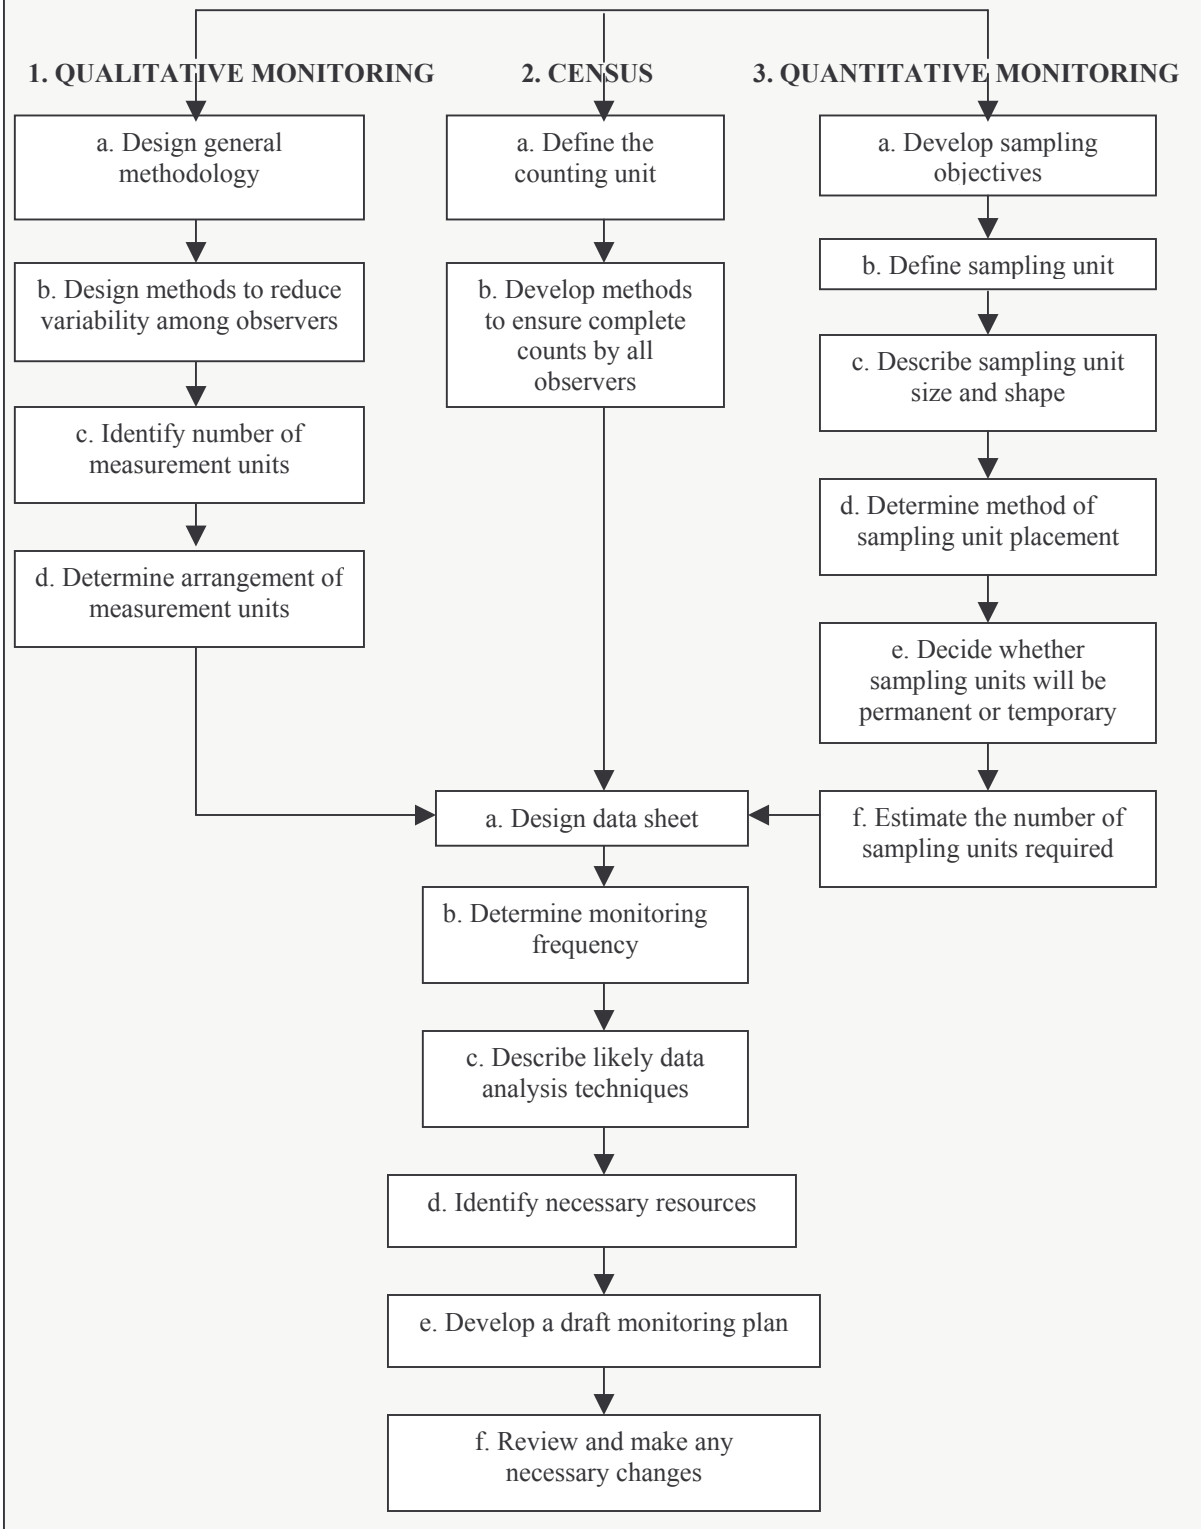 1. QUALITATIVE MONITORING
a. Design general
methodology
b. Design methods to reduce
variability among observers
c. Identify number of
measurement units
d. Determine arrangement of
measurement units
2. CENSUS
a. Define the
counting unit
b. Develop methods
to ensure complete
counts by all
observers
3. QUANTITATIVE MONITORING
a. Develop sampling
objectives
b. Define sampling unit
c. Describe sampling unit
size and shape
d. Determine method of
sampling unit placement
e. Decide whether
sampling units will be
permanent or temporary
f. Estimate the number of
sampling units required
a. Design data sheet
b. Determine monitoring
frequency
c. Describe likely data
analysis techniques
d. Identify necessary resources
e. Develop a draft monitoring plan
f. Review and make any
necessary changes